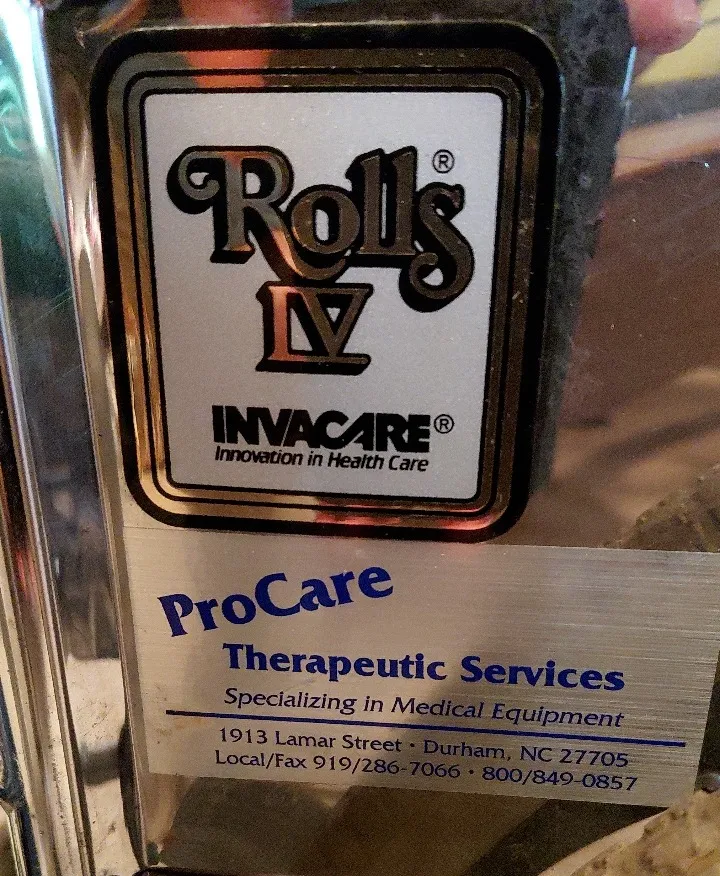 Rolls®
IV
INVACARE®
Innovation in Health Care
ProCare
Therapeutic Services
Specializing in Medical Equipment
1913 Lamar Street · Durham, NC 27705
Local/Fax 919/286-7066 · 800/849-0857